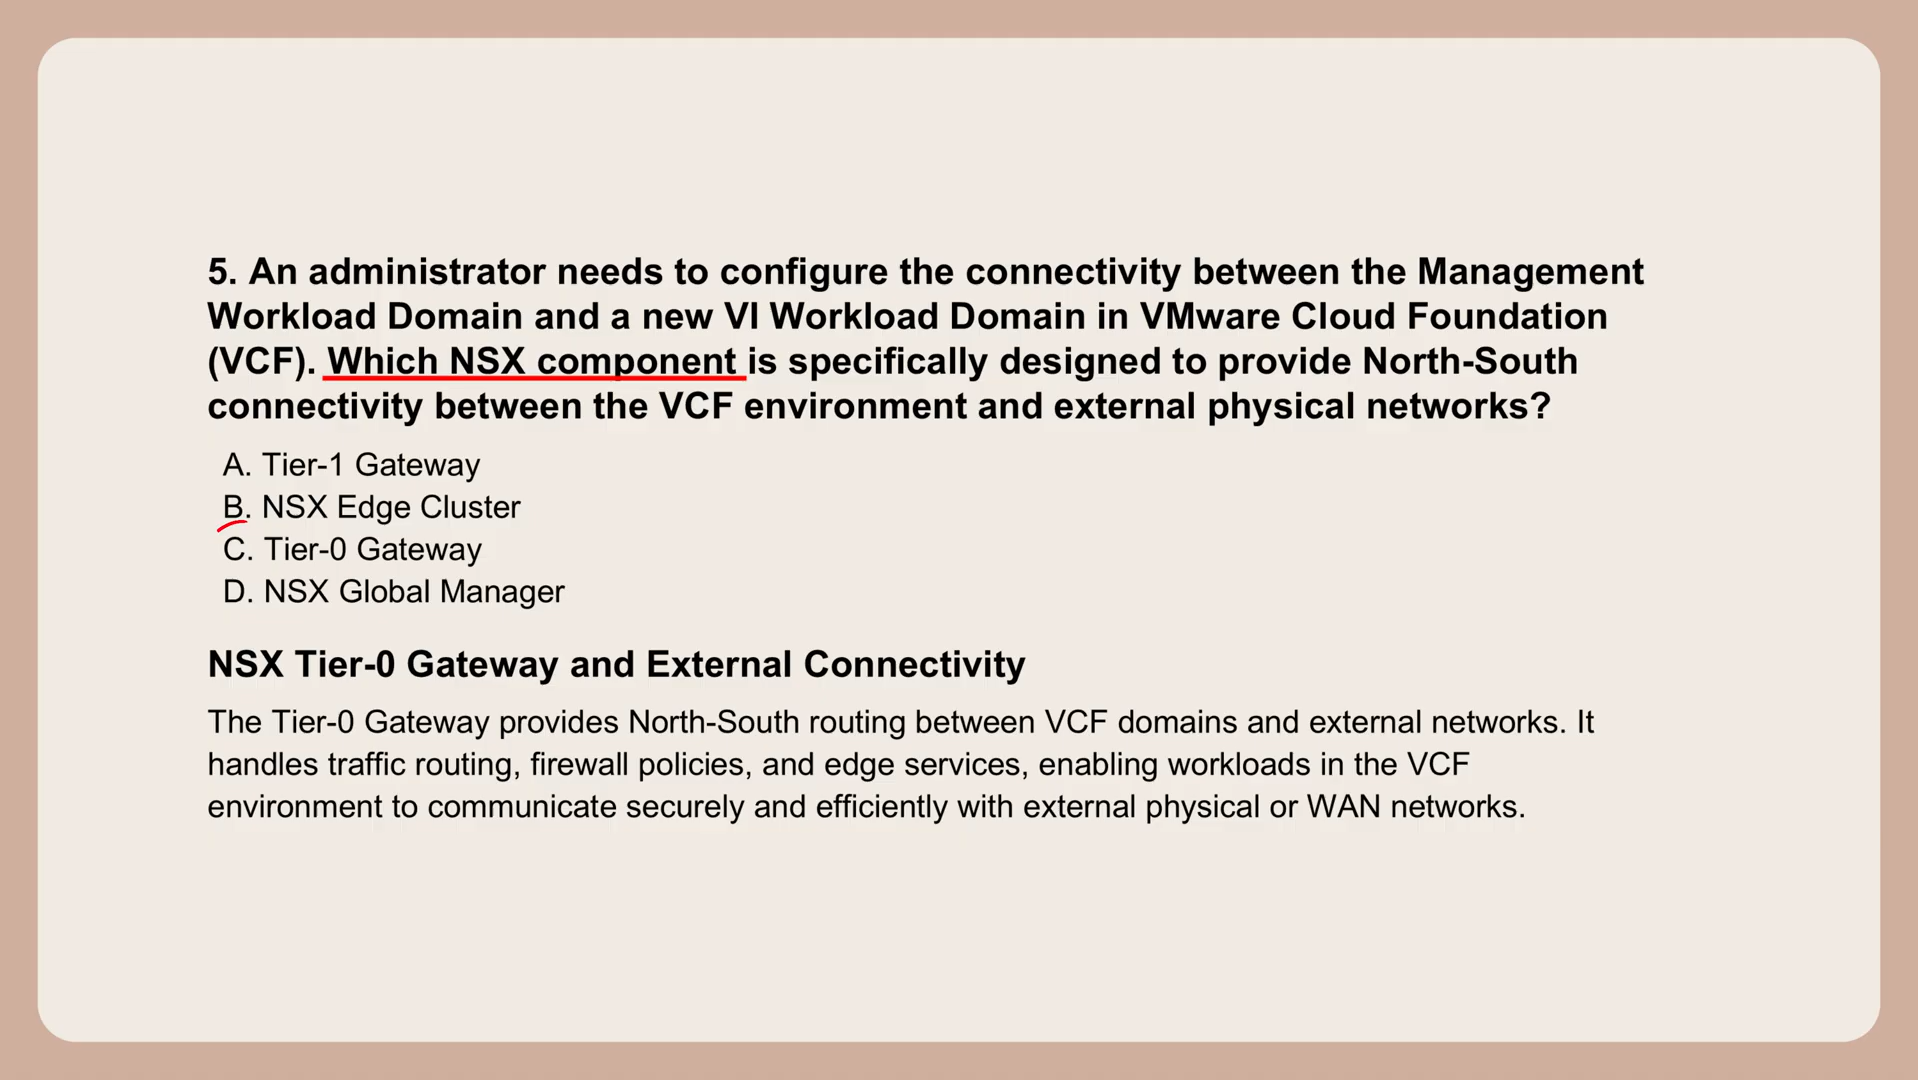 5. An administrator needs to configure the connectivity between the Management
Workload Domain and a new VI Workload Domain in VMware Cloud Foundation
(VCF). Which NSX component is specifically designed to provide North-South
connectivity between the VCF environment and external physical networks?
A. Tier-1 Gateway
B. NSX Edge Cluster
C. Tier-0 Gateway
D. NSX Global Manager
NSX Tier-0 Gateway and External Connectivity
The Tier-0 Gateway provides North-South routing between VCF domains and external networks. It
handles traffic routing, firewall policies, and edge services, enabling workloads in the VCF
environment to communicate securely and efficiently with external physical or WAN networks.